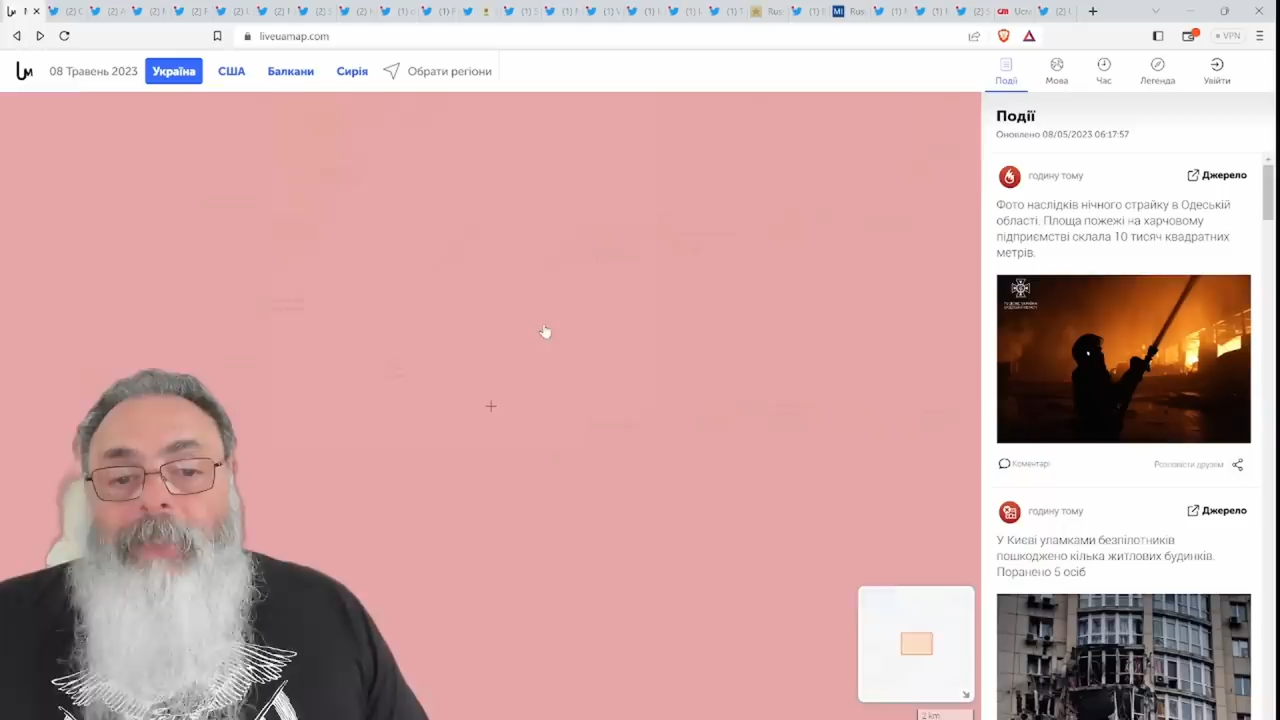 liveuamap.com
VPN
08 Травень 2023
Україна
США
Балкани
Сирія
Обрати регіони
Події
Мова
Час
Легенда
Увійти
Події
Оновлено 08/05/2023 06:17:57
годину тому
Джерело
Фото наслідків нічного страйку в Одеській
області. Площа пожежі на харчовому
підприємстві склала 10 тисяч квадратних
метрів.
Коментарі
Розповісти друзям
годину тому
Джерело
У Києві уламками безпілотників
пошкоджено кілька житлових будинків.
Поранено 5 осіб
2 km